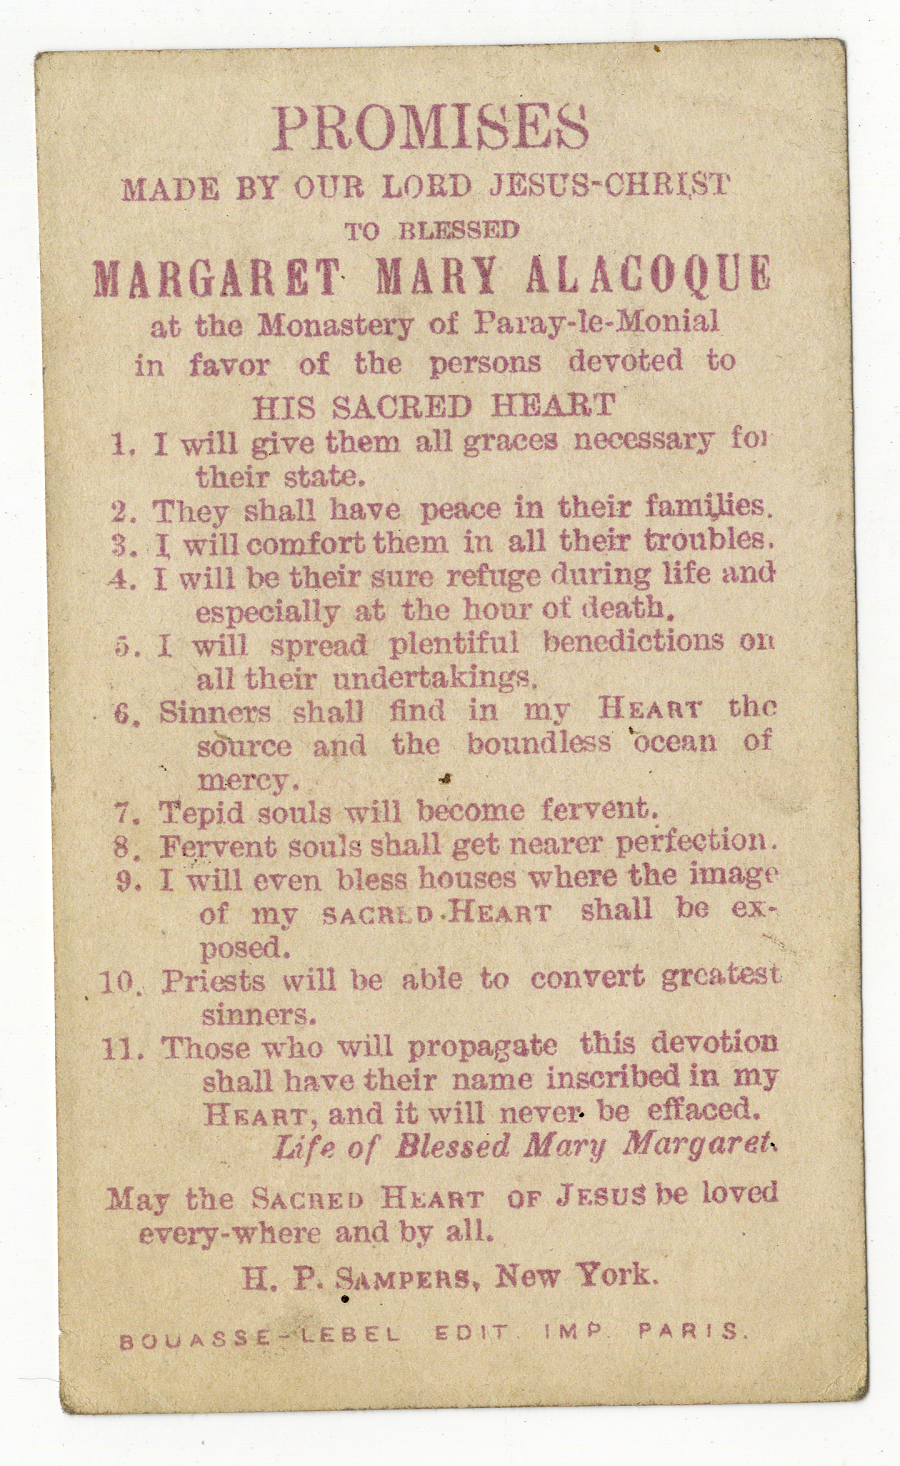 PROMISES
MADE BY OUR LORD JESUS-CHRIST
TO BLESSED
MARGARET MARY ALACOQUE
at the Monastery of Paray-le-Monial
in favor of the persons devoted to
HIS SACRED HEART
1. I will give them all graces necessary for
their state.
2. They shall have peace in their families.
3. I will comfort them in all their troubles.
4. I will be their sure refuge during life and
especially at the hour of death.
5. I will spread plentiful benedictions on
all their undertakings.
6. Sinners shall find in my HEART the
source and the boundless ocean of
mercy.
7. Tepid souls will become fervent.
8. Fervent souls shall get nearer perfection.
9. I will even bless houses where the image
of my SACRED HEART shall be ex-
posed.
10. Priests will be able to convert greatest
sinners.
11. Those who will propagate this devotion
shall have their name inscribed in my
HEART, and it will never be effaced.
Life of Blessed Mary Margaret.
May the SACRED HEART OF JESUS be loved
every-where and by all.
H. P. SAMPERS, New York.
BOUASSE-LEBEL EDIT. IMP. PARIS.